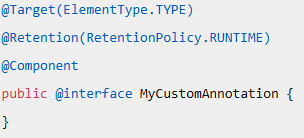 @Target(ElementType.TYPE)
@Retention(RetentionPolicy.RUNTIME)
@Component
public @interface MyCustomAnnotation {
}